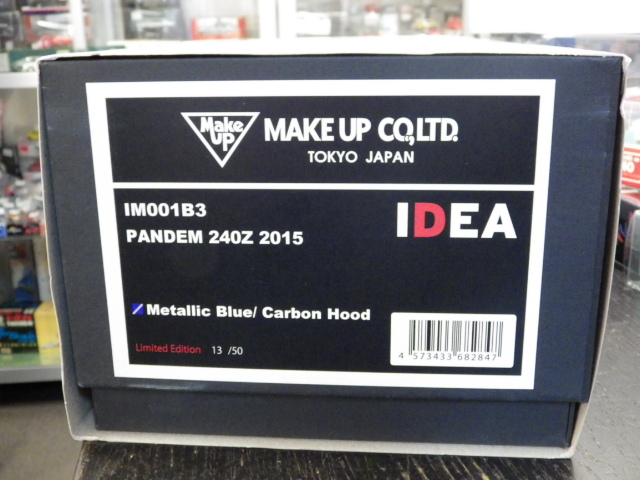 Make UP
MAKE UP CO.,LTD.
TOKYO JAPAN
IM001B3
IDEA
PANDEM 240Z 2015
Metallic Blue/ Carbon Hood
Limited Edition 13 /50
4 573433 682847